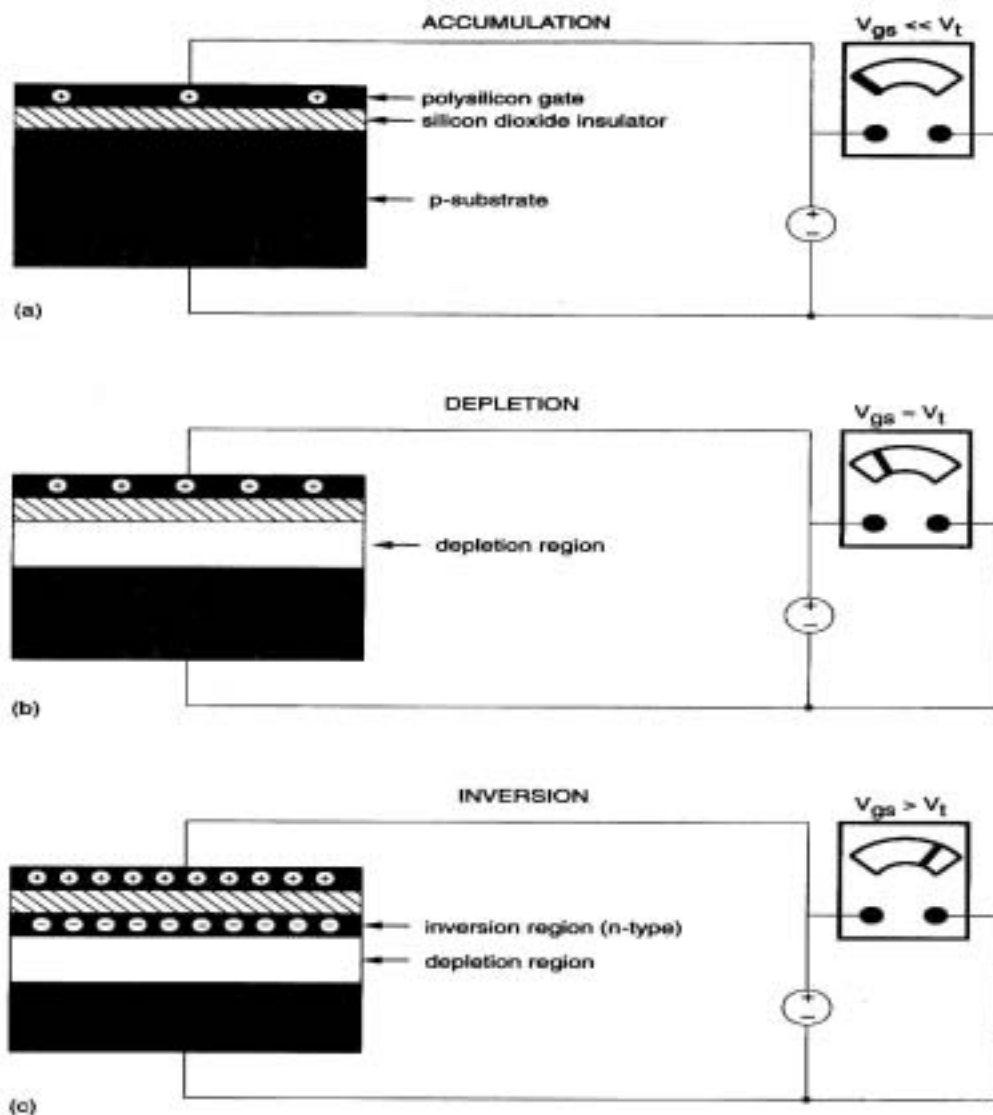 ACCUMULATION
Vgs << Vt
polysilicon gate
silicon dioxide insulator
p-substrate
(a)
DEPLETION
Vgs = Vt
depletion region
(b)
INVERSION
Vgs > Vt
inversion region (n-type)
depletion region
(c)